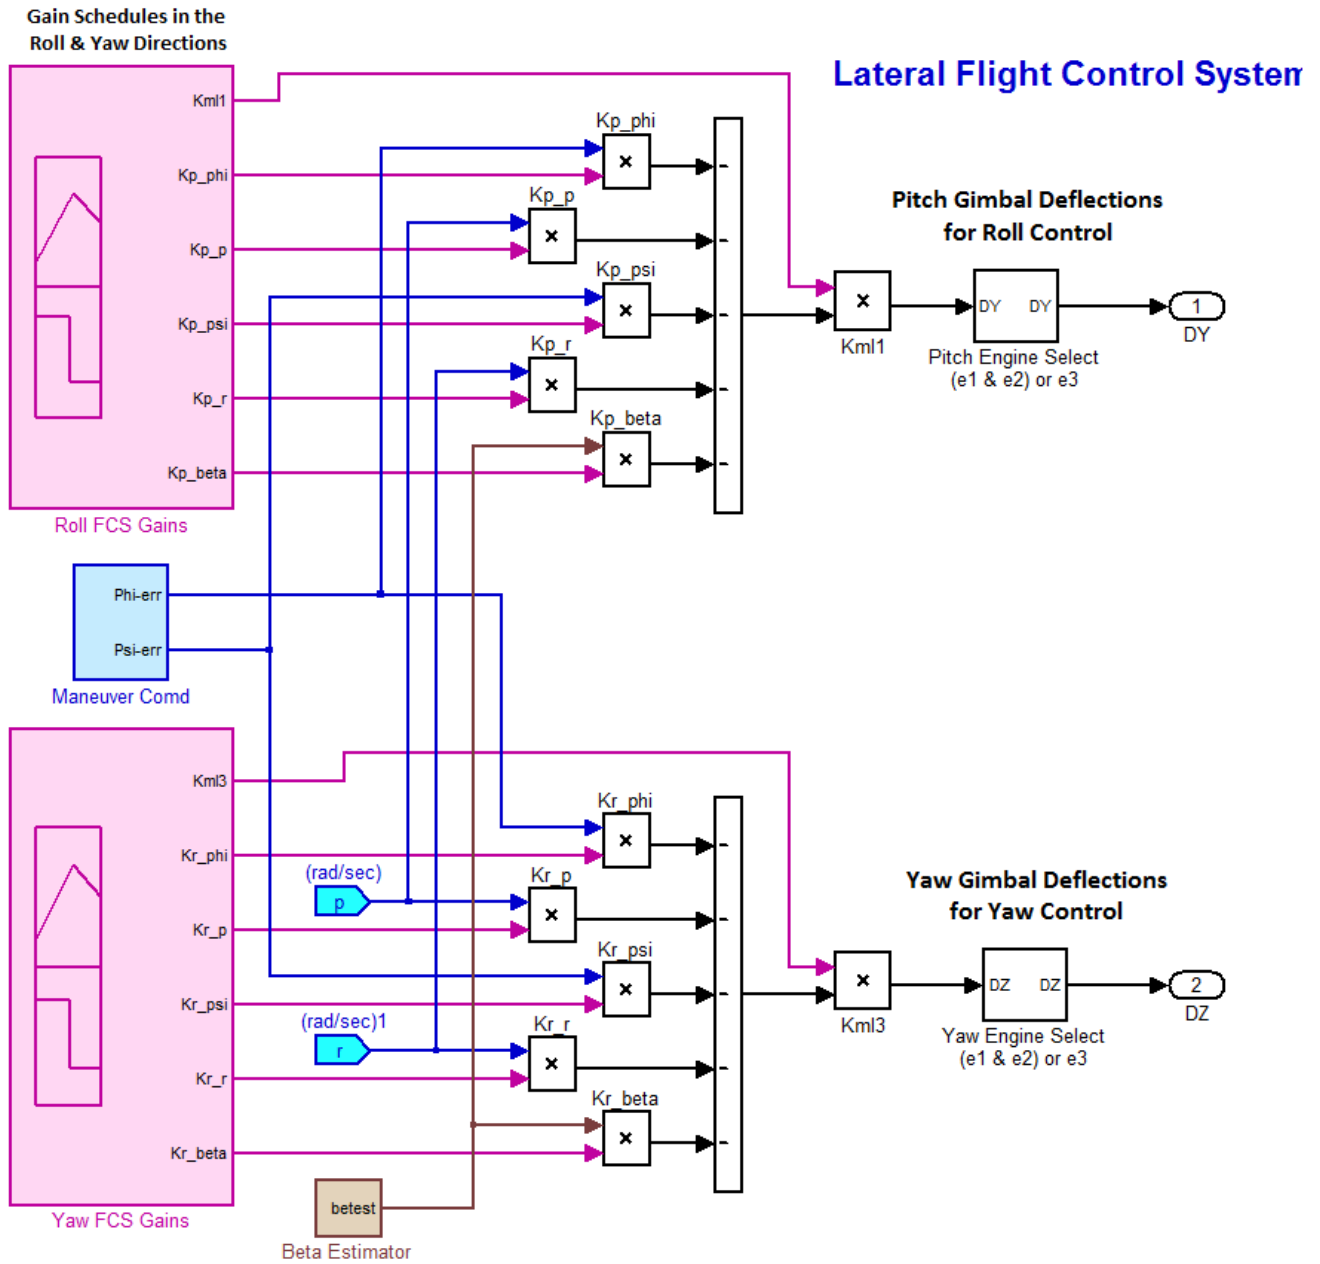 Gain Schedules in the
Roll & Yaw Directions
Lateral Flight Control System
Kml1
Kp_phi
Kp_p
Kp_psi
Kp_r
Kp_beta
Roll FCS Gains
Kp_phi
×
Kp_p
×
Kp_psi
×
Kp_r
×
Kp_beta
×
-
-
-
-
-
Pitch Gimbal Deflections
for Roll Control
×
Kml1
DY DY
Pitch Engine Select
(e1 & e2) or e3
1
DY
Phi-err
Psi-err
Maneuver Comd
Kml3
Kr_phi
Kr_p
Kr_psi
Kr_r
Kr_beta
Yaw FCS Gains
(rad/sec)
p
(rad/sec)1
r
betest
Beta Estimator
Kr_phi
×
Kr_p
×
Kr_psi
×
Kr_r
×
Kr_beta
×
-
-
-
-
-
Yaw Gimbal Deflections
for Yaw Control
×
Kml3
DZ DZ
Yaw Engine Select
(e1 & e2) or e3
2
DZ